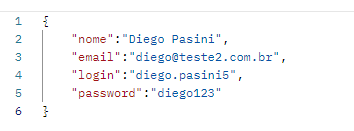 1 {
2 "nome":"Diego Pasini",
3 "email":"diego@teste2.com.br",
4 "login":"diego.pasini5",
5 "password":"diego123"
6 }